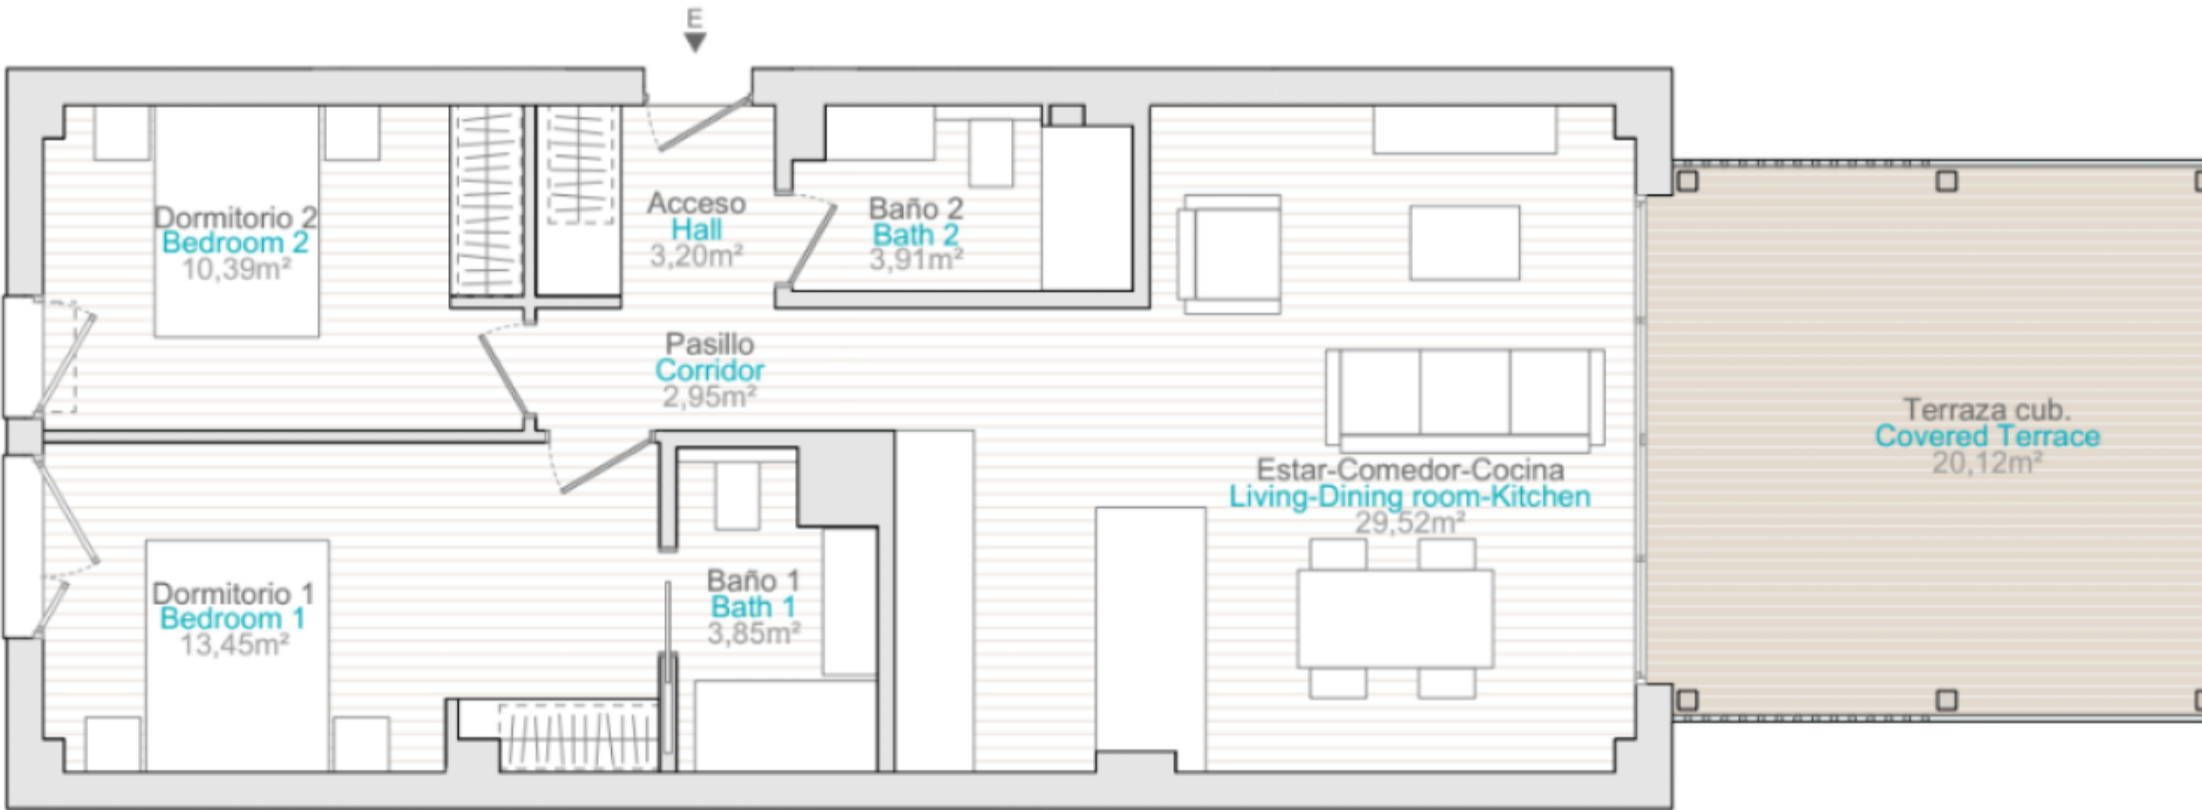 E
Dormitorio 2
Bedroom 2
10,39m²
Acceso
Hall
3,20m²
Baño 2
Bath 2
3,91m²
Pasillo
Corridor
2,95m²
Terraza cub.
Covered Terrace
20,12m²
Estar-Comedor-Cocina
Living-Dining room-Kitchen
29,52m²
Dormitorio 1
Bedroom 1
13,45m²
Baño 1
Bath 1
3,85m²